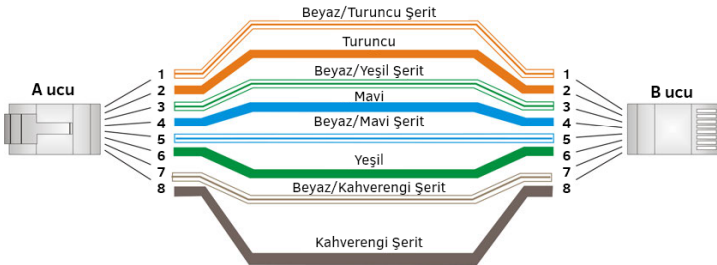 Beyaz/Turuncu Şerit
Turuncu
Beyaz/Yeşil Şerit
Mavi
Beyaz/Mavi Şerit
Yeşil
Beyaz/Kahverengi Şerit
Kahverengi Şerit
A ucu
1
2
3
4
5
6
7
8
1
2
3
4
5
6
7
8
B ucu